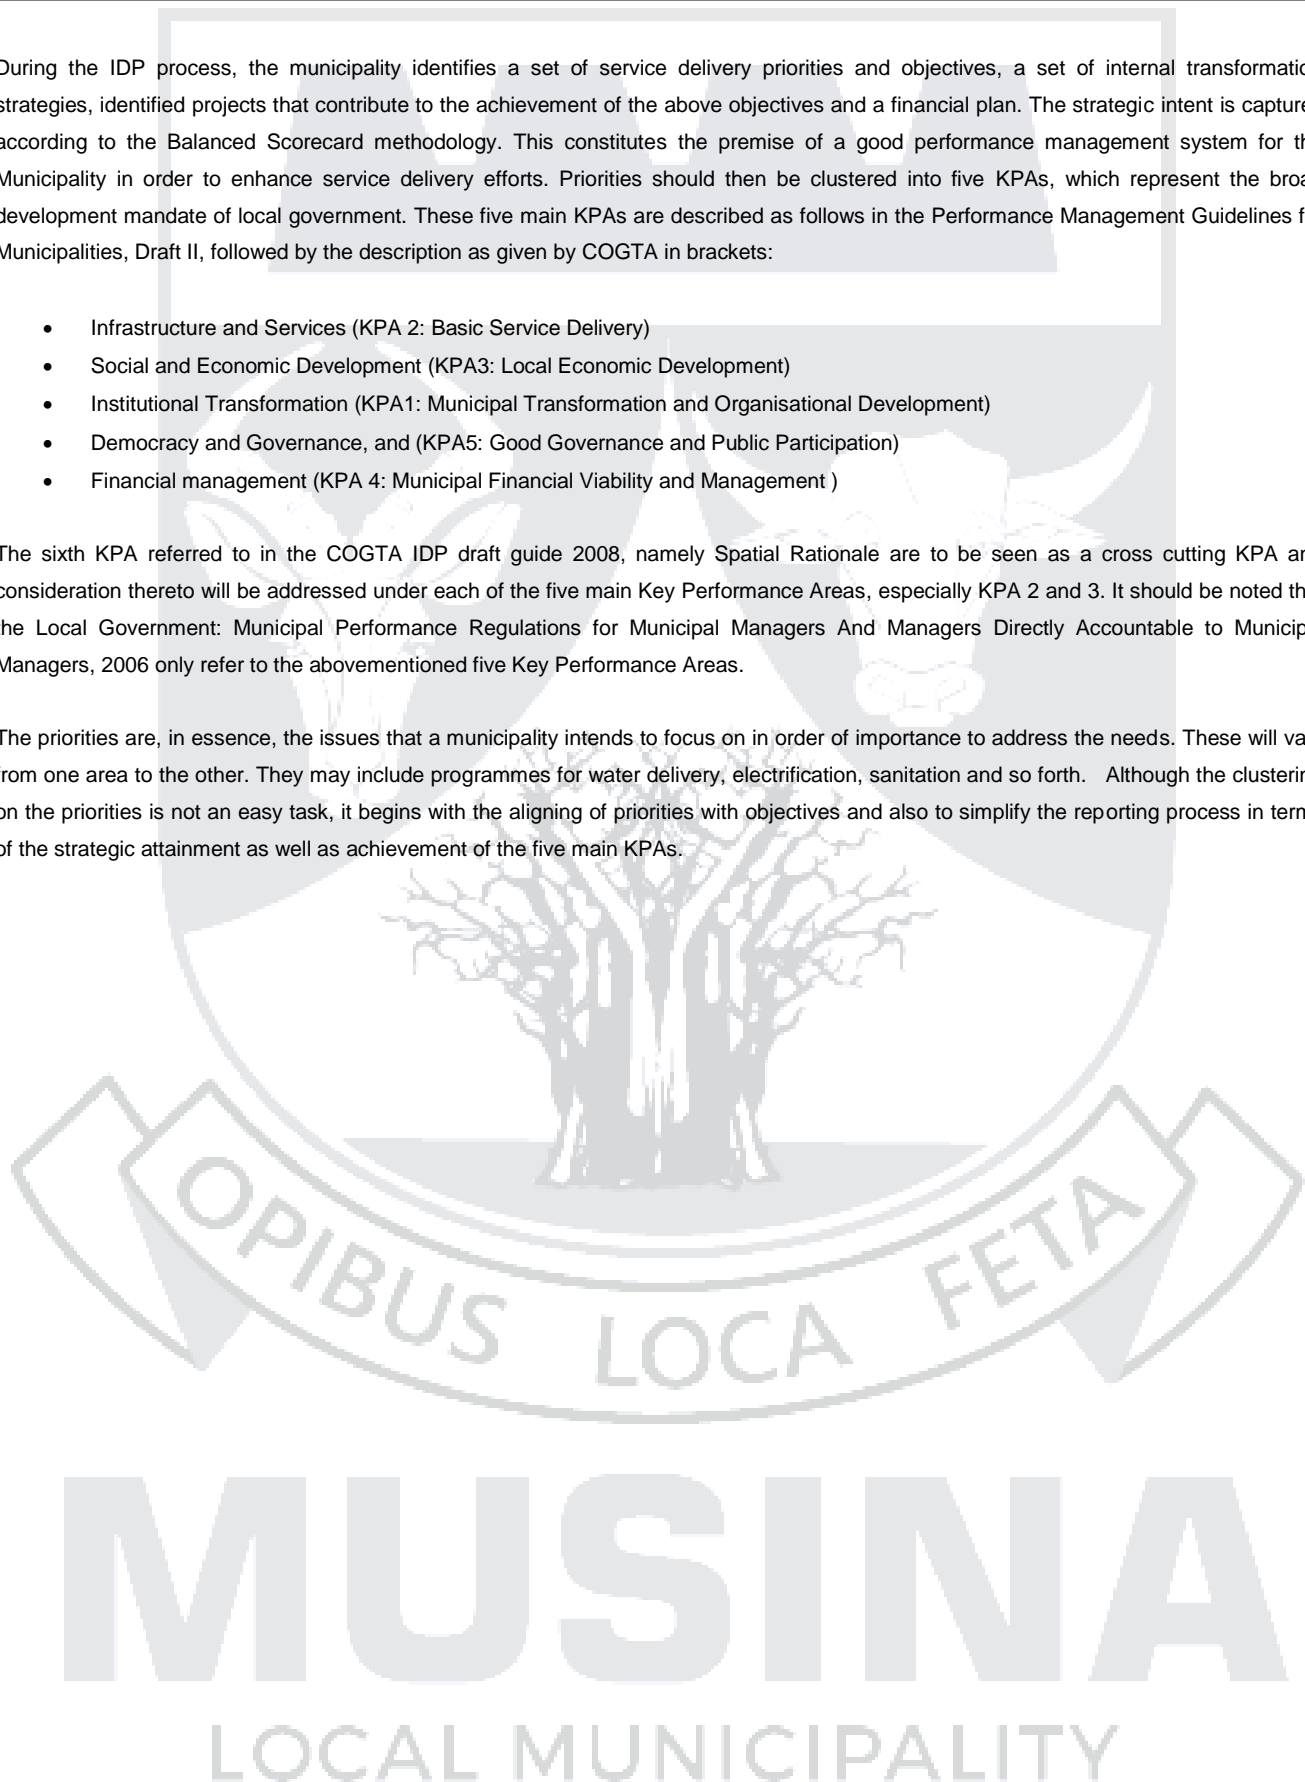 During the IDP process, the municipality identifies a set of service delivery priorities and objectives, a set of internal transformatio
strategies, identified projects that contribute to the achievement of the above objectives and a financial plan. The strategic intent is capture
according to the Balanced Scorecard methodology. This constitutes the premise of a good performance management system for th
Municipality in order to enhance service delivery efforts. Priorities should then be clustered into five KPAs, which represent the broa
development mandate of local government. These five main KPAs are described as follows in the Performance Management Guidelines f
Municipalities, Draft II, followed by the description as given by COGTA in brackets:
• Infrastructure and Services (KPA 2: Basic Service Delivery)
• Social and Economic Development (KPA3: Local Economic Development)
• Institutional Transformation (KPA1: Municipal Transformation and Organisational Development)
• Democracy and Governance, and (KPA5: Good Governance and Public Participation)
• Financial management (KPA 4: Municipal Financial Viability and Management )
The sixth KPA referred to in the COGTA IDP draft guide 2008, namely Spatial Rationale are to be seen as a cross cutting KPA an
consideration thereto will be addressed under each of the five main Key Performance Areas, especially KPA 2 and 3. It should be noted th
the Local Government: Municipal Performance Regulations for Municipal Managers And Managers Directly Accountable to Municip
Managers, 2006 only refer to the abovementioned five Key Performance Areas.
The priorities are, in essence, the issues that a municipality intends to focus on in order of importance to address the needs. These will va
from one area to the other. They may include programmes for water delivery, electrification, sanitation and so forth. Although the clusterin
on the priorities is not an easy task, it begins with the aligning of priorities with objectives and also to simplify the reporting process in term
of the strategic attainment as well as achievement of the five main KPAs.
OPIBUS LOCA FETA
MUSINA
LOCAL MUNICIPALITY